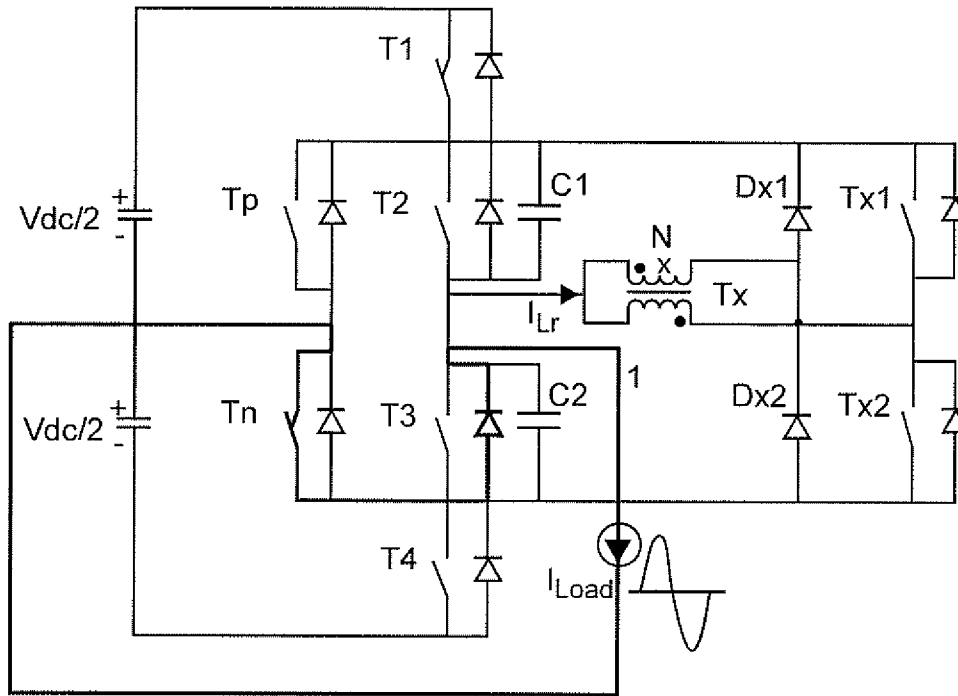 T1
Tp
T2
C1
Dx1
Tx1
Vdc/2
+
-
N
x
Tx
I_Lr
1
Tn
T3
C2
Dx2
Tx2
Vdc/2
+
-
T4
I_Load